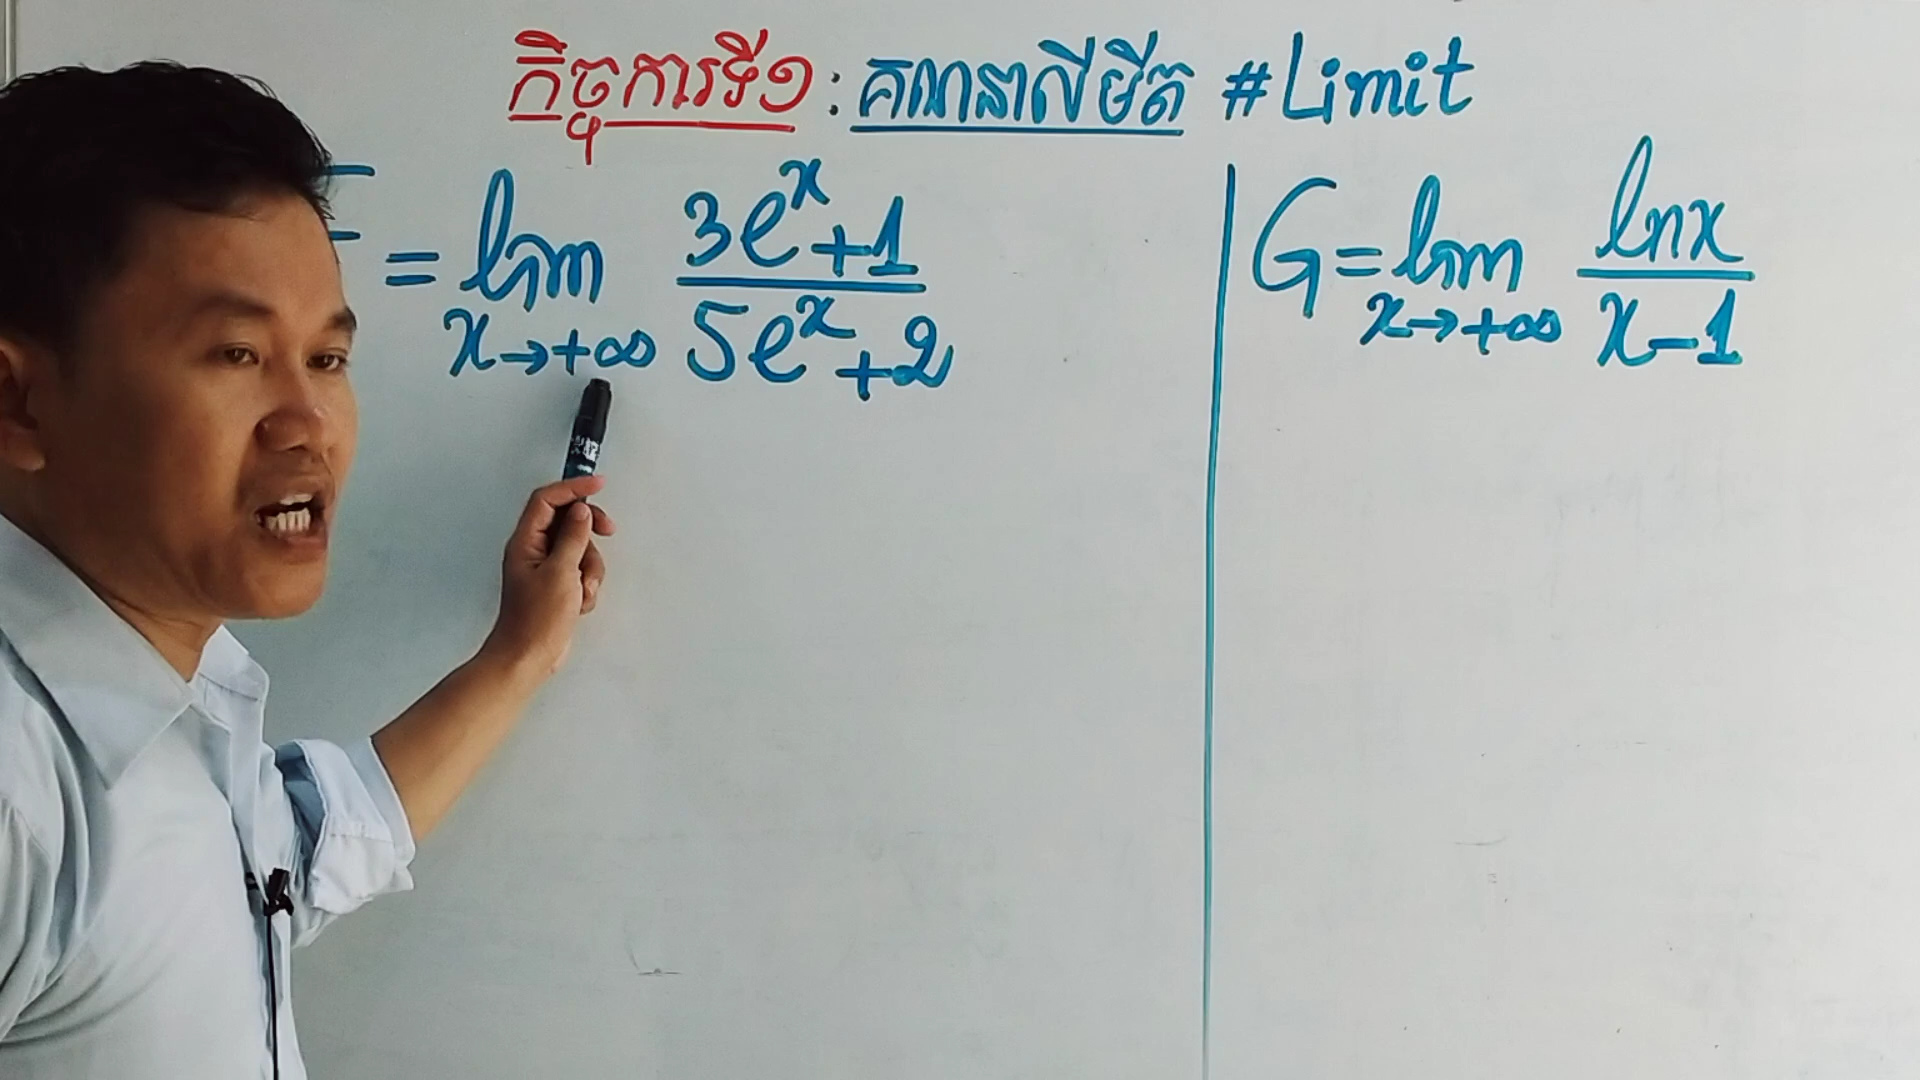 កិច្ចការទី១ : គណនាលីមីត #Limit
= lim 3e^x+1
x→+∞ 5e^x+2
G = lim lnx
x→+∞ x-1